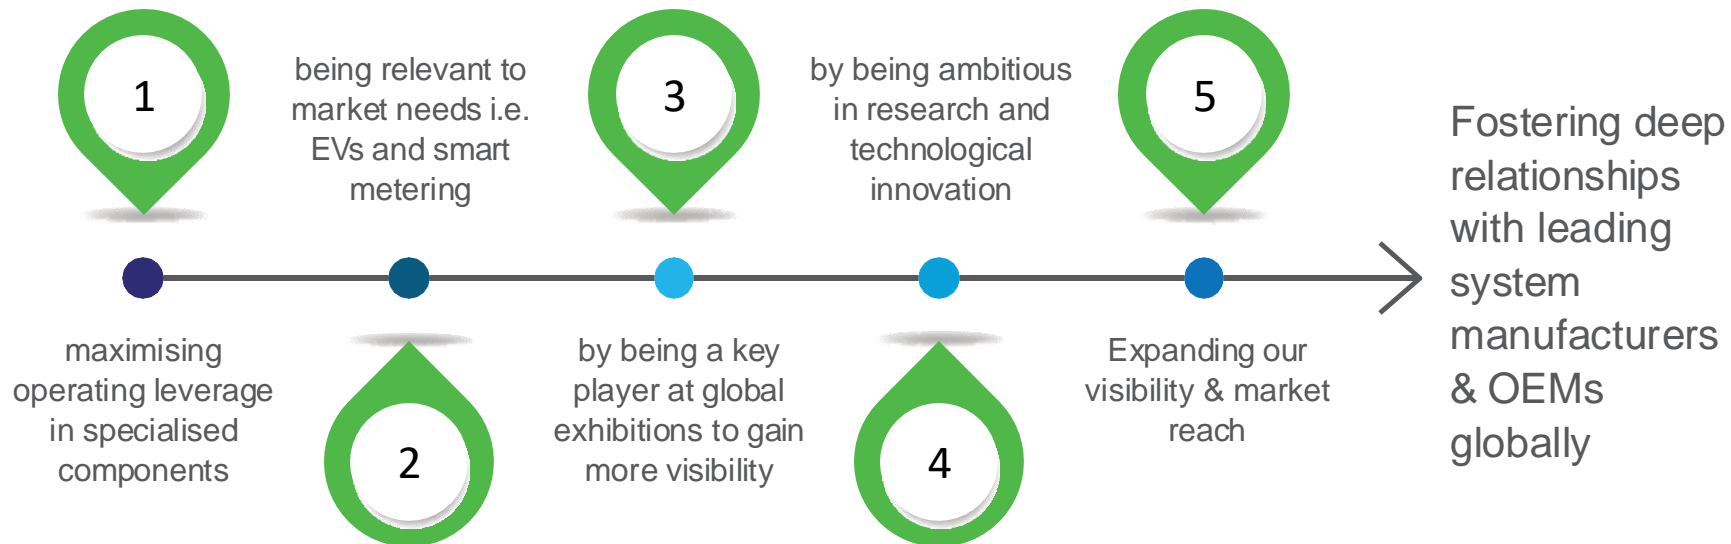 1
maximising
operating leverage
in specialised
components
being relevant to
market needs i.e.
EVs and smart
metering
2
3
by being a key
player at global
exhibitions to gain
more visibility
by being ambitious
in research and
technological
innovation
4
5
Expanding our
visibility & market
reach
Fostering deep
relationships
with leading
system
manufacturers
& OEMs
globally